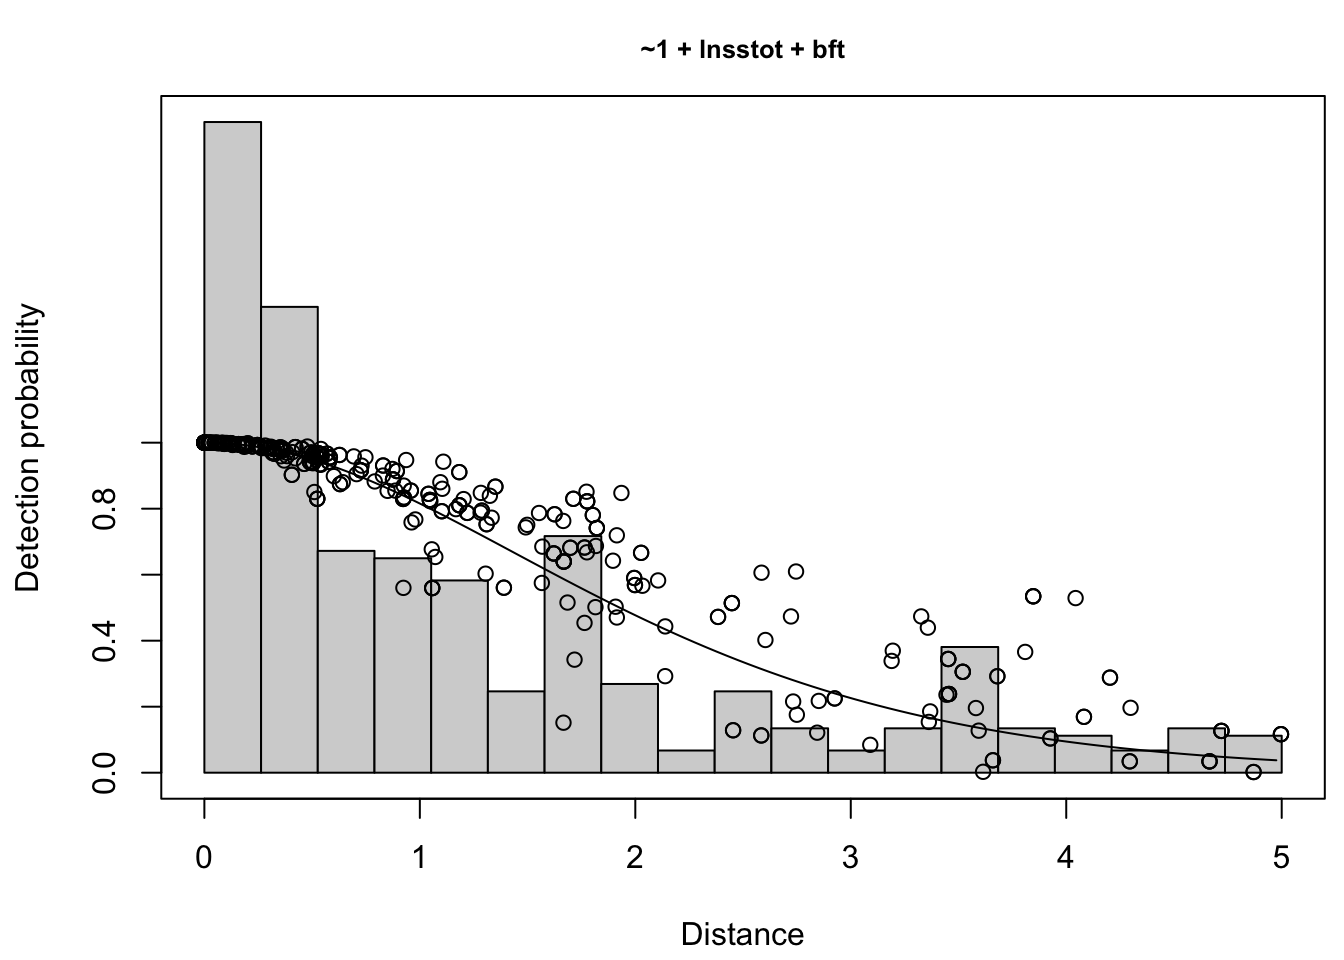 ~1 + lnsstot + bft
Detection probability
0.8
0.4
0.0
0 1 2 3 4 5
Distance